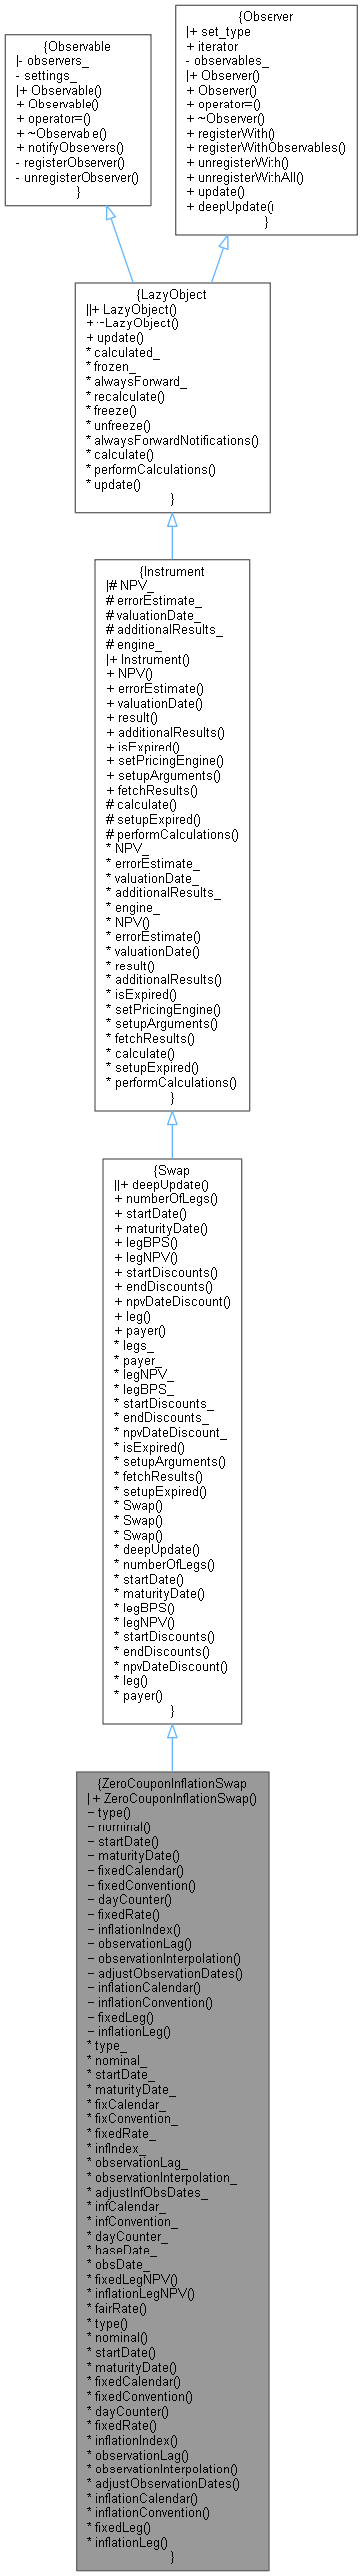 {Observable
|- observers_
- settings_
|+ Observable()
+ Observable()
+ operator=()
+ ~Observable()
+ notifyObservers()
- registerObserver()
- unregisterObserver()
}
{Observer
|+ set_type
+ iterator
- observables_
|+ Observer()
+ Observer()
+ operator=()
+ ~Observer()
+ registerWith()
+ registerWithObservables()
+ unregisterWith()
+ unregisterWithAll()
+ update()
+ deepUpdate()
}
{LazyObject
||+ LazyObject()
+ ~LazyObject()
+ update()
* calculated_
* frozen_
* alwaysForward_
* recalculate()
* freeze()
* unfreeze()
* alwaysForwardNotifications()
* calculate()
* performCalculations()
* update()
}
{Instrument
|# NPV_
# errorEstimate_
# valuationDate_
# additionalResults_
# engine_
|+ Instrument()
+ NPV()
+ errorEstimate()
+ valuationDate()
+ result()
+ additionalResults()
+ isExpired()
+ setPricingEngine()
+ setupArguments()
+ fetchResults()
# calculate()
# setupExpired()
# performCalculations()
* NPV_
* errorEstimate_
* valuationDate_
* additionalResults_
* engine_
* NPV()
* errorEstimate()
* valuationDate()
* result()
* additionalResults()
* isExpired()
* setPricingEngine()
* setupArguments()
* fetchResults()
* calculate()
* setupExpired()
* performCalculations()
}
{Swap
||+ deepUpdate()
+ numberOfLegs()
+ startDate()
+ maturityDate()
+ legBPS()
+ legNPV()
+ startDiscounts()
+ endDiscounts()
+ npvDateDiscount()
+ leg()
+ payer()
* legs_
* payer_
* legNPV_
* legBPS_
* startDiscounts_
* endDiscounts_
* npvDateDiscount_
* isExpired()
* setupArguments()
* fetchResults()
* setupExpired()
* Swap()
* Swap()
* Swap()
* deepUpdate()
* numberOfLegs()
* startDate()
* maturityDate()
* legBPS()
* legNPV()
* startDiscounts()
* endDiscounts()
* npvDateDiscount()
* leg()
* payer()
}
{ZeroCouponInflationSwap
||+ ZeroCouponInflationSwap()
+ type()
+ nominal()
+ startDate()
+ maturityDate()
+ fixedCalendar()
+ fixedConvention()
+ dayCounter()
+ fixedRate()
+ inflationIndex()
+ observationLag()
+ observationInterpolation()
+ adjustObservationDates()
+ inflationCalendar()
+ inflationConvention()
+ fixedLeg()
+ inflationLeg()
* type_
* nominal_
* startDate_
* maturityDate_
* fixCalendar_
* fixConvention_
* fixedRate_
* infIndex_
* observationLag_
* observationInterpolation_
* adjustInfObsDates_
* infCalendar_
* infConvention_
* dayCounter_
* baseDate_
* obsDate_
* fixedLegNPV()
* inflationLegNPV()
* fairRate()
* type()
* nominal()
* startDate()
* maturityDate()
* fixedCalendar()
* fixedConvention()
* dayCounter()
* fixedRate()
* inflationIndex()
* observationLag()
* observationInterpolation()
* adjustObservationDates()
* inflationCalendar()
* inflationConvention()
* fixedLeg()
* inflationLeg()
}